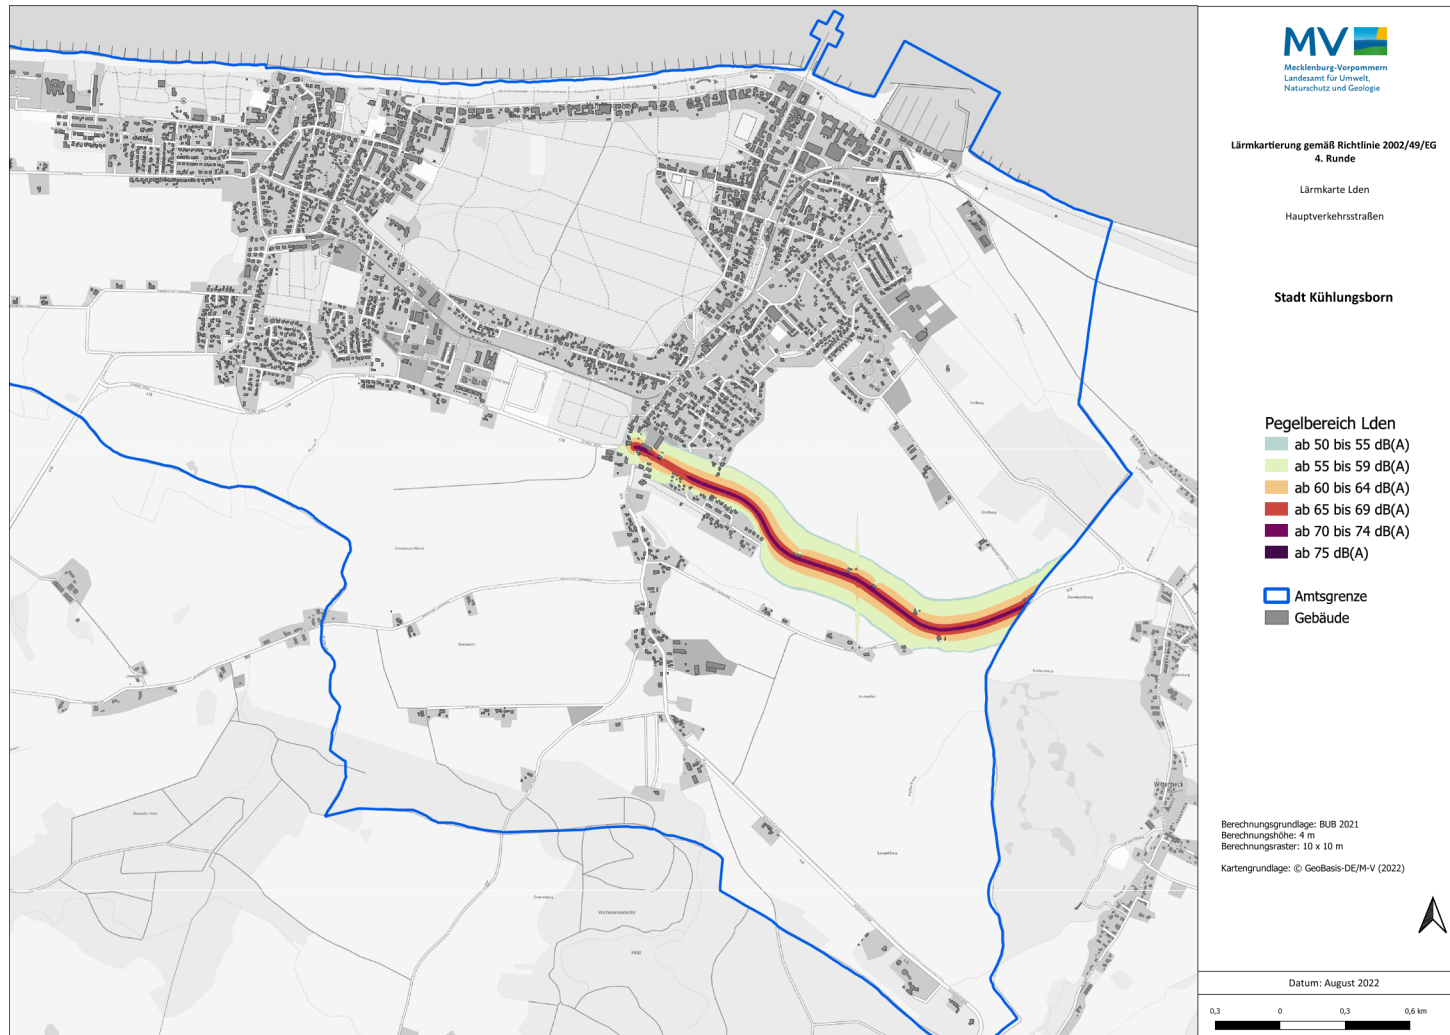 MV
Mecklenburg-Vorpommern
Landesamt für Umwelt,
Naturschutz und Geologie
Lärmkartierung gemäß Richtlinie 2002/49/EG
4. Runde
Lärmkarte Lden
Hauptverkehrsstraßen
Stadt Kühlungsborn
Pegelbereich Lden
ab 50 bis 55 dB(A)
ab 55 bis 59 dB(A)
ab 60 bis 64 dB(A)
ab 65 bis 69 dB(A)
ab 70 bis 74 dB(A)
ab 75 dB(A)
Amtsgrenze
Gebäude
Berechnungsgrundlage: BUB 2021
Berechnungshöhe: 4 m
Berechnungsraster: 10 x 10 m
Kartengrundlage: © GeoBasis-DE/M-V (2022)
Datum: August 2022
0,3 0 0,3 0,6 km
Wittenbeck
Wichmannsdorfer
Holz